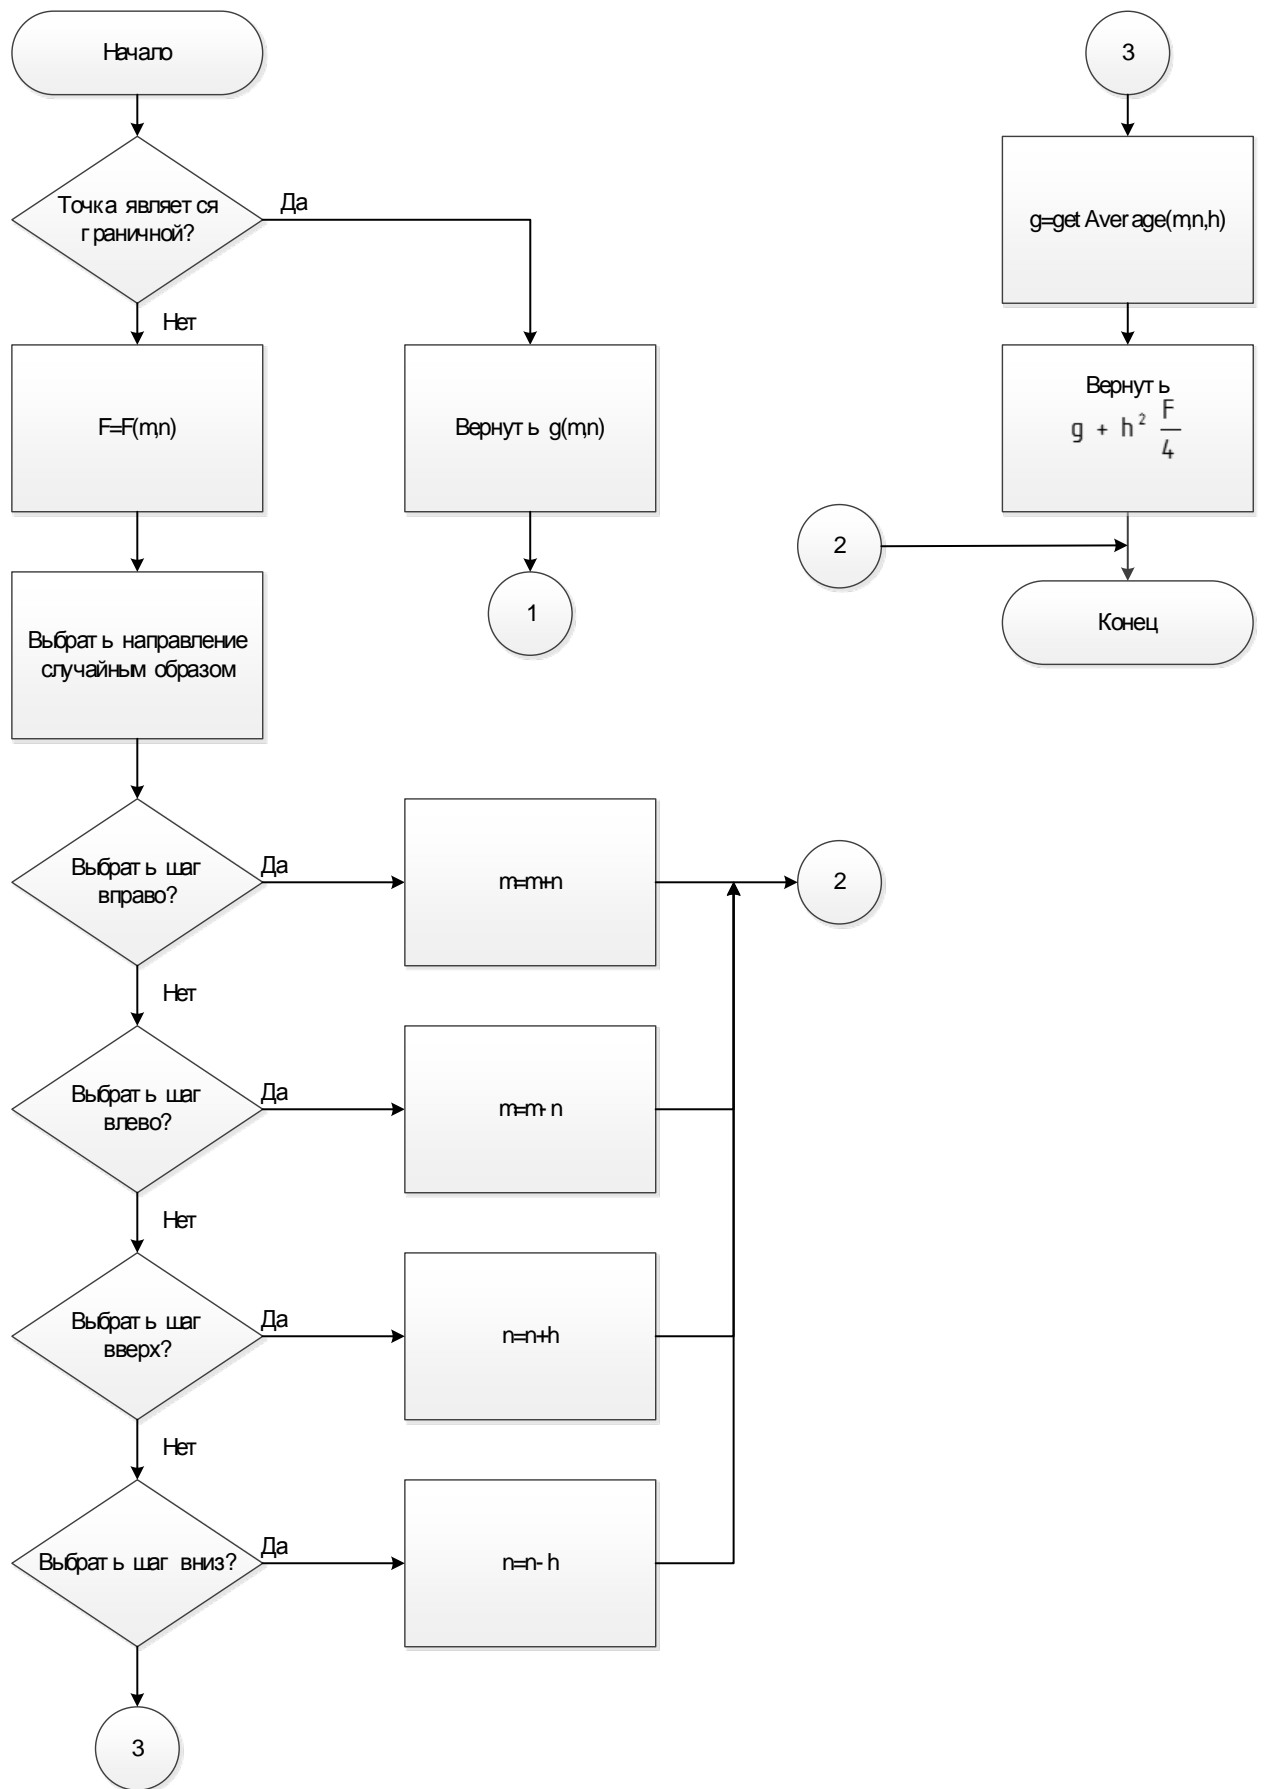 Начало
Точка является
граничной?
Да
Нет
F=F(m,n)
Вернуть g(m,n)
1
Выбрать направление
случайным образом
Выбрать шаг
вправо?
Да
m=m+n
2
Нет
Выбрать шаг
влево?
Да
m=m-n
Нет
Выбрать шаг
вверх?
Да
n=n+h
Нет
Выбрать шаг вниз?
Да
n=n-h
3
3
g=getAverage(m,n,h)
Вернуть
g + h² F/4
2
Конец